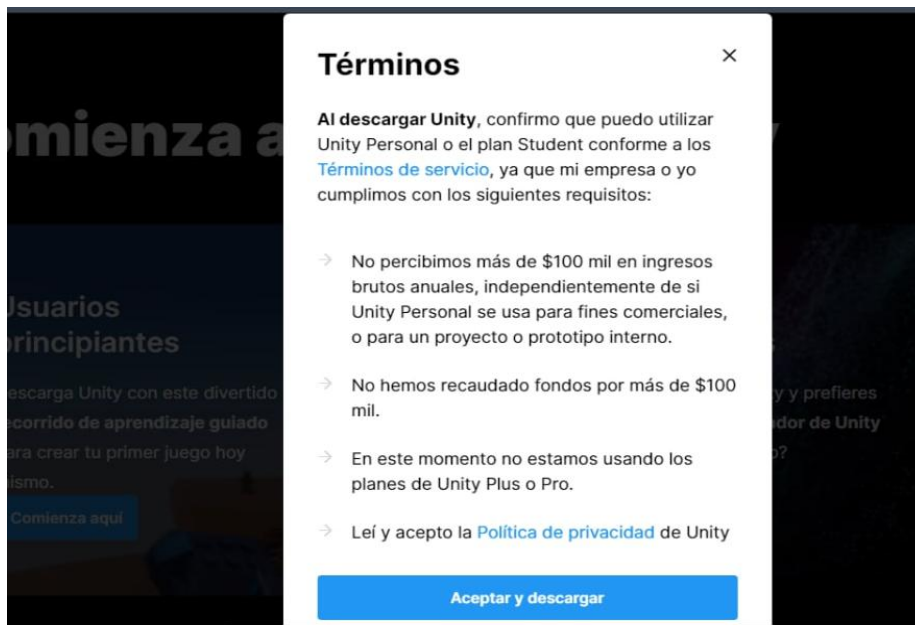 Términos
Al descargar Unity, confirmo que puedo utilizar
Unity Personal o el plan Student conforme a los
Términos de servicio, ya que mi empresa o yo
cumplimos con los siguientes requisitos:
No percibimos más de $100 mil en ingresos
brutos anuales, independientemente de si
Unity Personal se usa para fines comerciales,
o para un proyecto o prototipo interno.
No hemos recaudado fondos por más de $100
mil.
En este momento no estamos usando los
planes de Unity Plus o Pro.
Leí y acepto la Política de privacidad de Unity
Aceptar y descargar
omienza a
Usuarios
principiantes
escarga Unity con este divertido
ecorrido de aprendizaje guiado
ara crear tu primer juego hoy
ismo.
Comienza aquí
y y prefieres
ador de Unity
o?